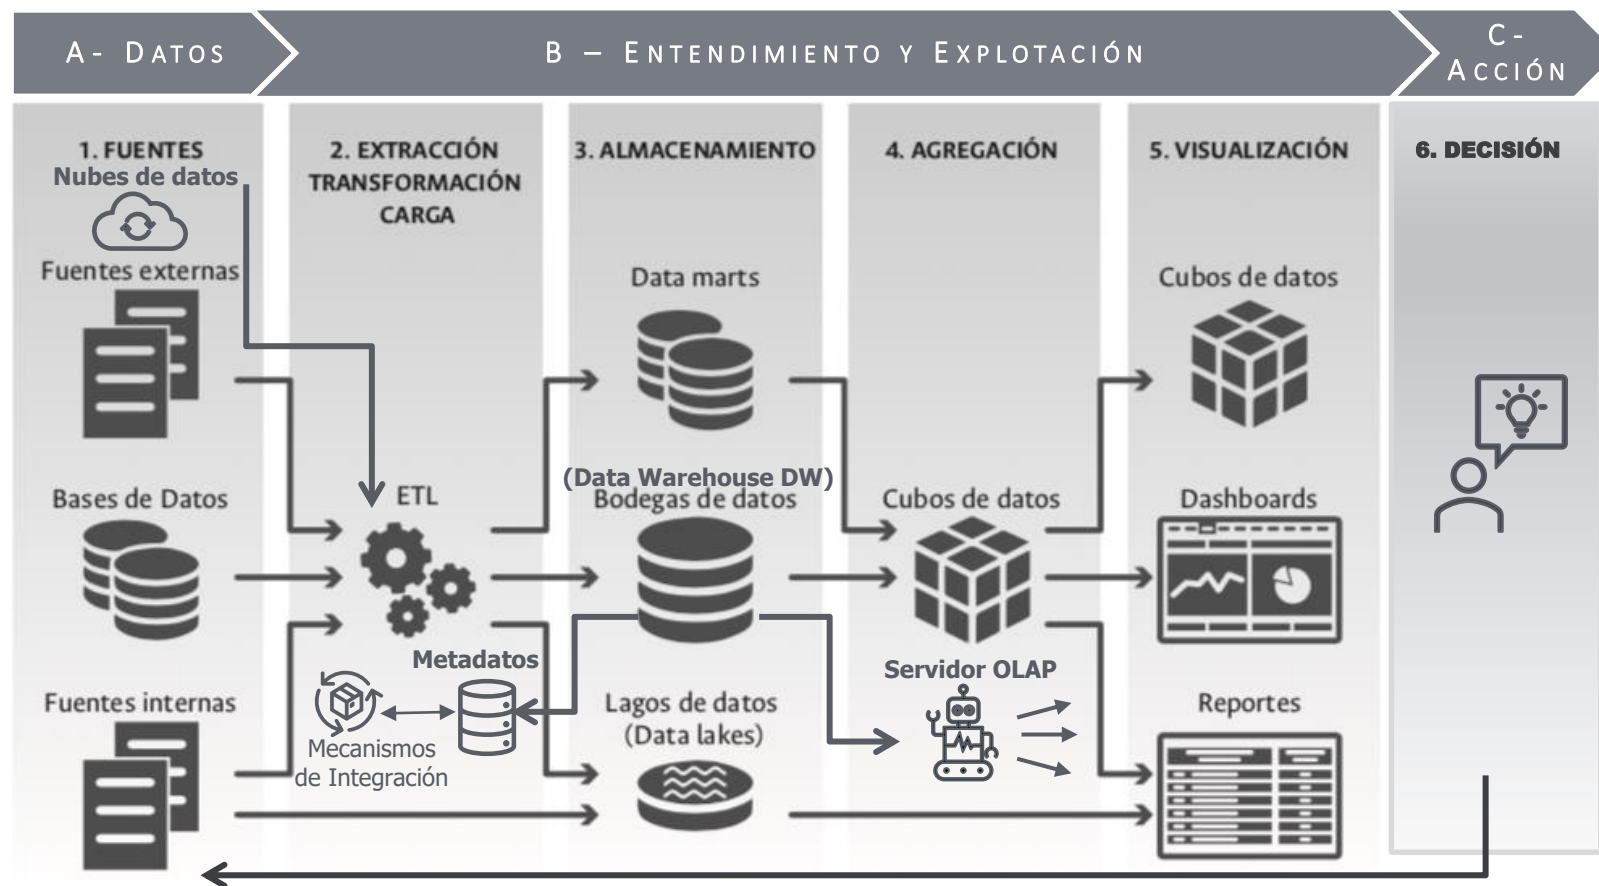 A- DATOS
B – ENTENDIMIENTO Y EXPLOTACIÓN
C-
ACCIÓN
1. FUENTES
Nubes de datos
Fuentes externas
Bases de Datos
Fuentes internas
2. EXTRACCIÓN
TRANSFORMACIÓN
CARGA
ETL
Metadatos
Mecanismos
de Integración
3. ALMACENAMIENTO
Data marts
(Data Warehouse DW)
Bodegas de datos
Lagos de datos
(Data lakes)
4. AGREGACIÓN
Cubos de datos
Servidor OLAP
5. VISUALIZACIÓN
Cubos de datos
Dashboards
Reportes
6. DECISIÓN